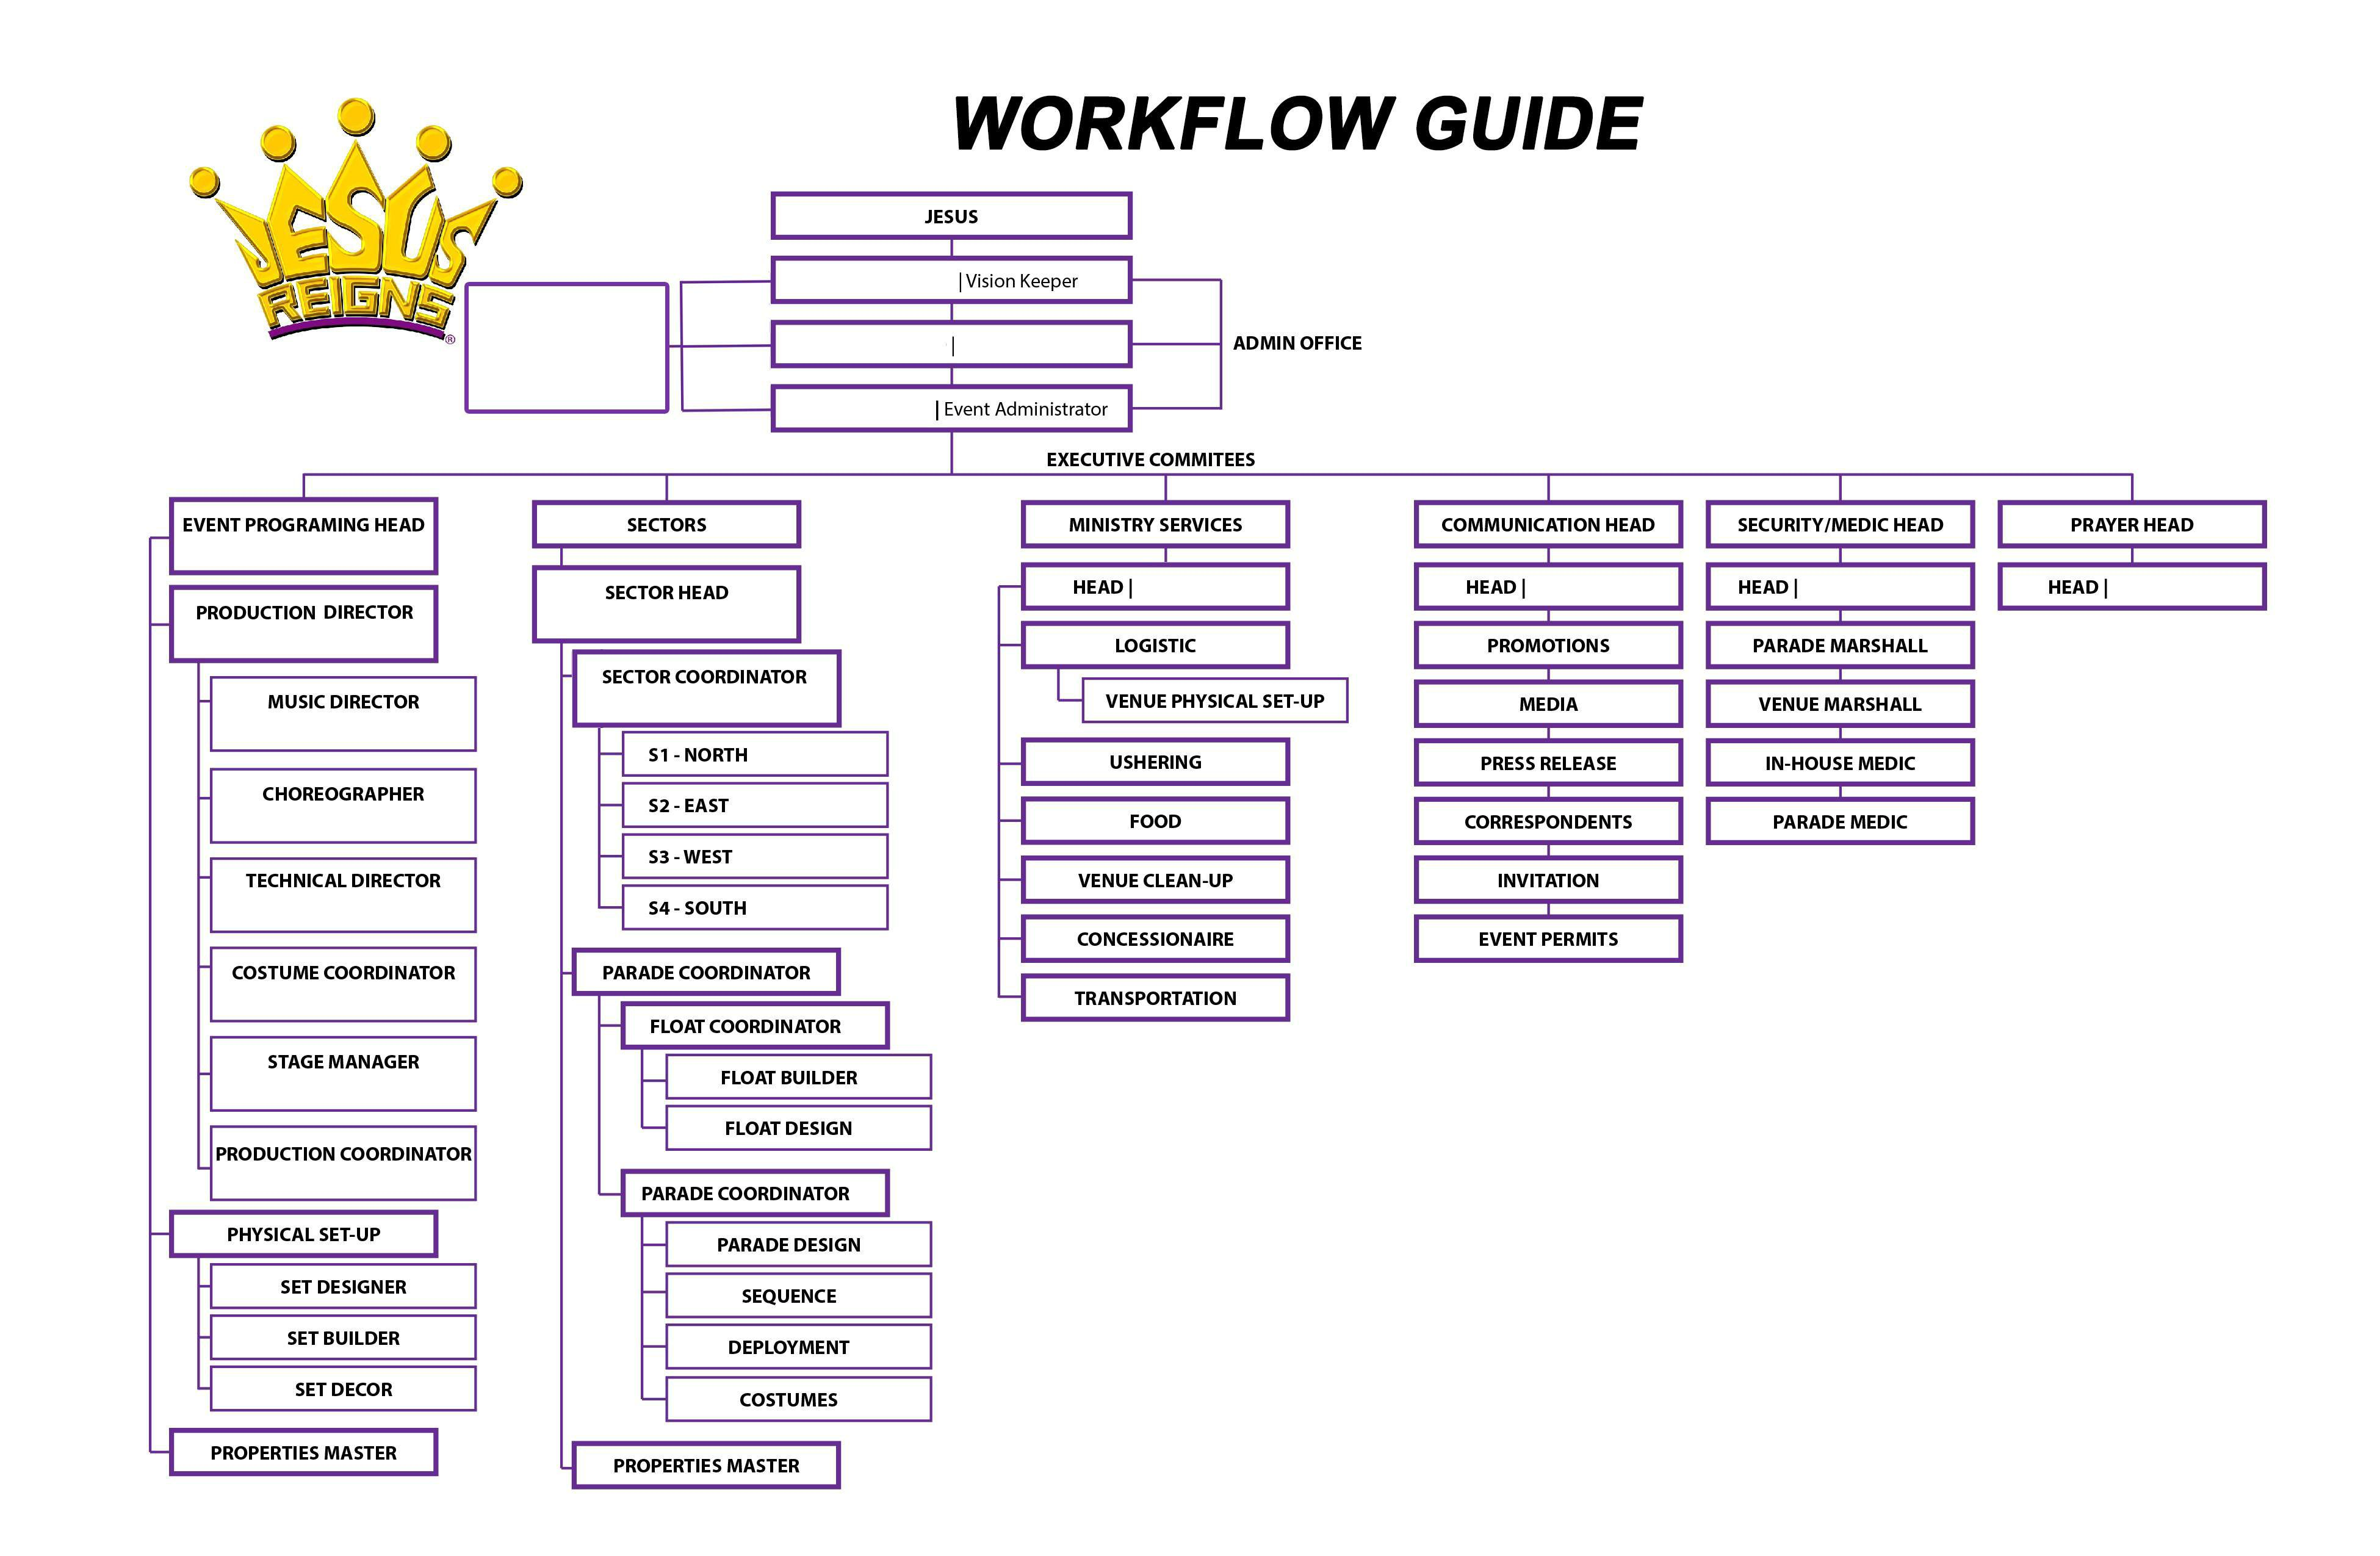 WORKFLOW GUIDE
JESUS
REIGNS
®
JESUS
| Vision Keeper
|
| Event Administrator
ADMIN OFFICE
EXECUTIVE COMMITEES
EVENT PROGRAMING HEAD
PRODUCTION DIRECTOR
MUSIC DIRECTOR
CHOREOGRAPHER
TECHNICAL DIRECTOR
COSTUME COORDINATOR
STAGE MANAGER
PRODUCTION COORDINATOR
PHYSICAL SET-UP
SET DESIGNER
SET BUILDER
SET DECOR
PROPERTIES MASTER
SECTORS
SECTOR HEAD
SECTOR COORDINATOR
S1 - NORTH
S2 - EAST
S3 - WEST
S4 - SOUTH
PARADE COORDINATOR
FLOAT COORDINATOR
FLOAT BUILDER
FLOAT DESIGN
PARADE COORDINATOR
PARADE DESIGN
SEQUENCE
DEPLOYMENT
COSTUMES
PROPERTIES MASTER
MINISTRY SERVICES
HEAD |
LOGISTIC
VENUE PHYSICAL SET-UP
USHERING
FOOD
VENUE CLEAN-UP
CONCESSIONAIRE
TRANSPORTATION
COMMUNICATION HEAD
HEAD |
PROMOTIONS
MEDIA
PRESS RELEASE
CORRESPONDENTS
INVITATION
EVENT PERMITS
SECURITY/MEDIC HEAD
HEAD |
PARADE MARSHALL
VENUE MARSHALL
IN-HOUSE MEDIC
PARADE MEDIC
PRAYER HEAD
HEAD |